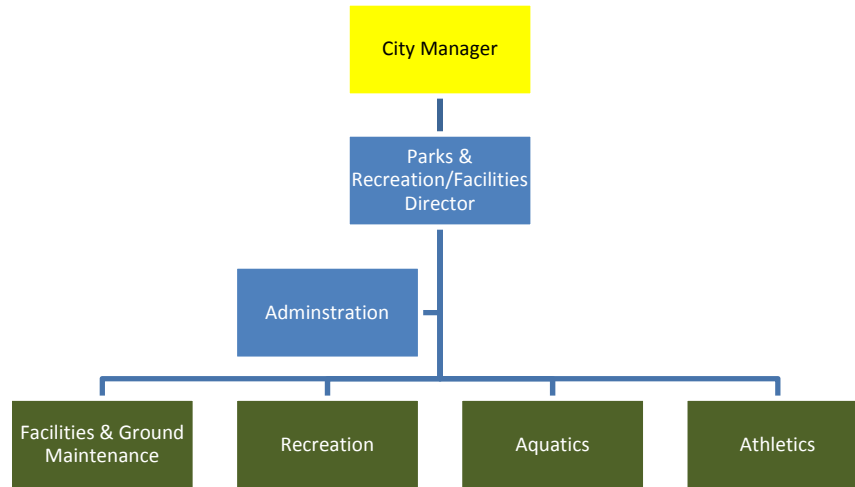 City Manager
Parks &
Recreation/Facilities
Director
Adminstration
Facilities & Ground
Maintenance
Recreation
Aquatics
Athletics